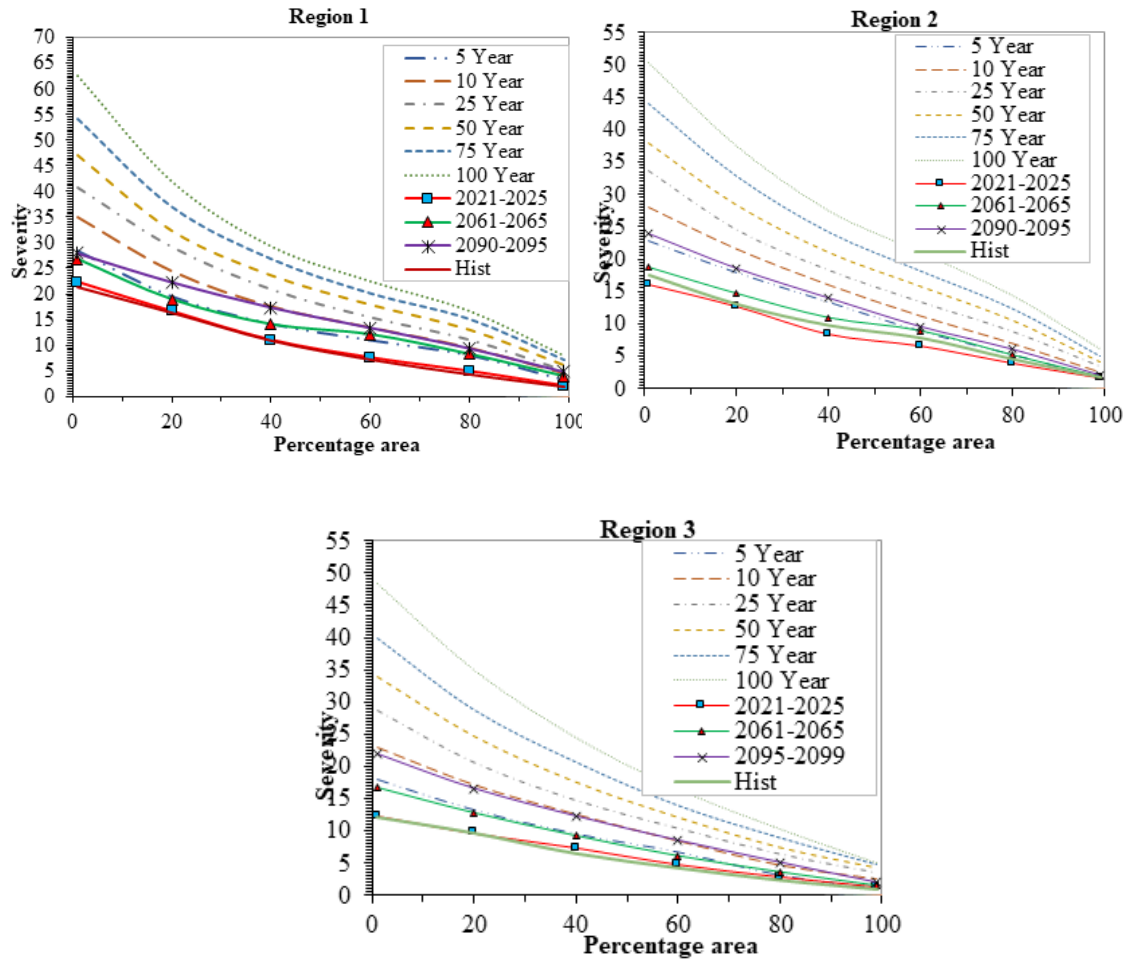 Region 1
70
65
60
55
50
45
40
35
30
25
20
15
10
5
0
Severity
0 20 40 60 80 100
Percentage area
5 Year
10 Year
25 Year
50 Year
75 Year
100 Year
2021-2025
2061-2065
2090-2095
Hist
Region 2
55
50
45
40
35
30
25
20
15
10
5
0
Severity
0 20 40 60 80 100
Percentage area
5 Year
10 Year
25 Year
50 Year
75 Year
100 Year
2021-2025
2061-2065
2090-2095
Hist
Region 3
55
50
45
40
35
30
25
20
15
10
5
0
Severity
0 20 40 60 80 100
Percentage area
5 Year
10 Year
25 Year
50 Year
75 Year
100 Year
2021-2025
2061-2065
2095-2099
Hist